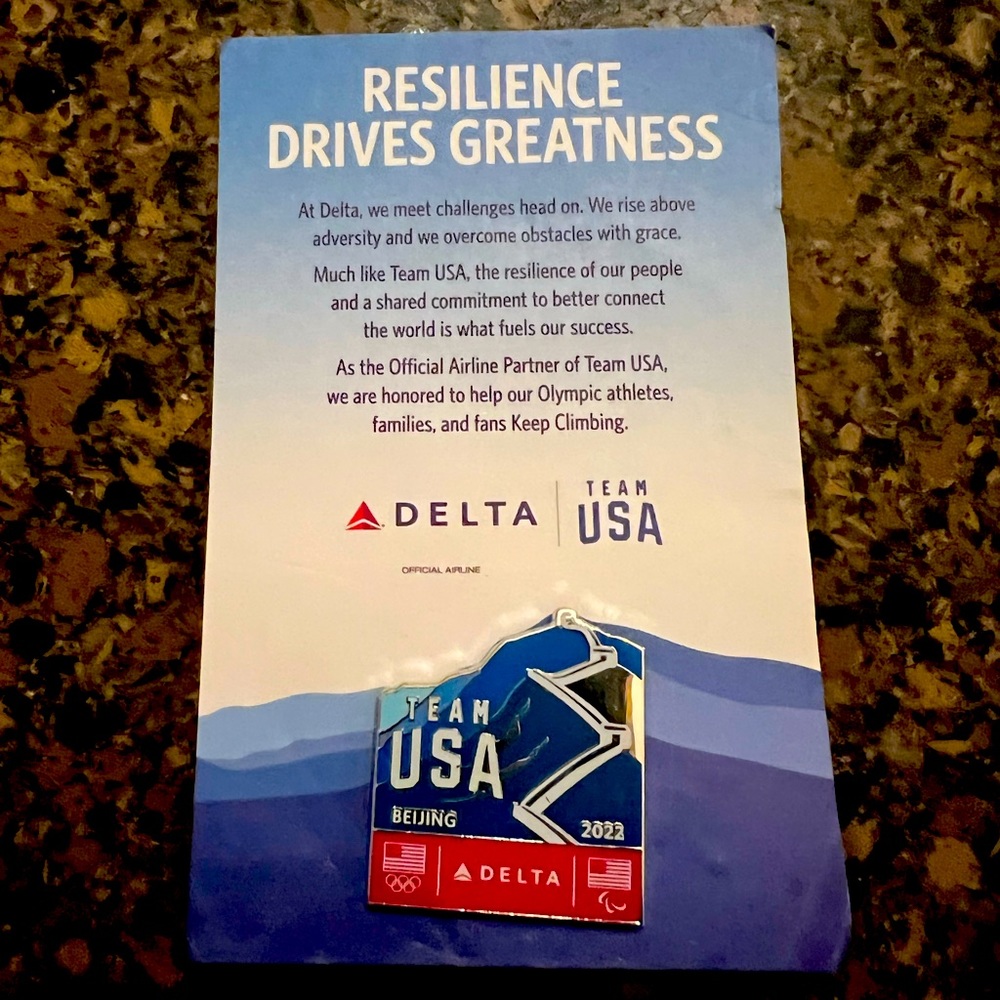 RESILIENCE
DRIVES GREATNESS
At Delta, we meet challenges head on. We rise above
adversity and we overcome obstacles with grace.
Much like Team USA, the resilience of our people
and a shared commitment to better connect
the world is what fuels our success.
As the Official Airline Partner of Team USA,
we are honored to help our Olympic athletes,
families, and fans Keep Climbing.
DELTA
TEAM
USA
OFFICIAL AIRLINE
TEAM
USA
BEIJING 2022
DELTA